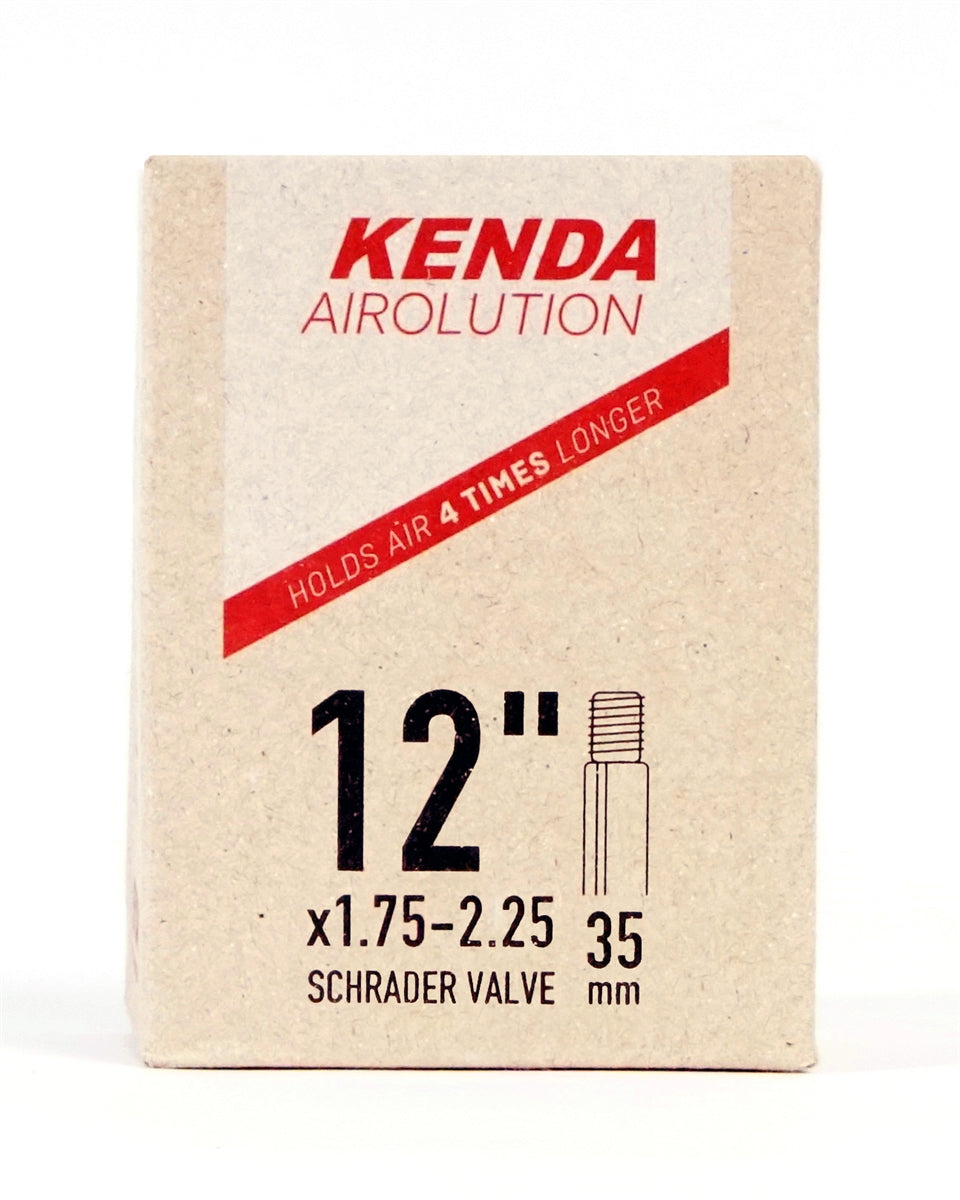 KENDA
AIROLUTION
HOLDS AIR 4 TIMES LONGER
12"
x1.75-2.25
SCHRADER VALVE
35
mm